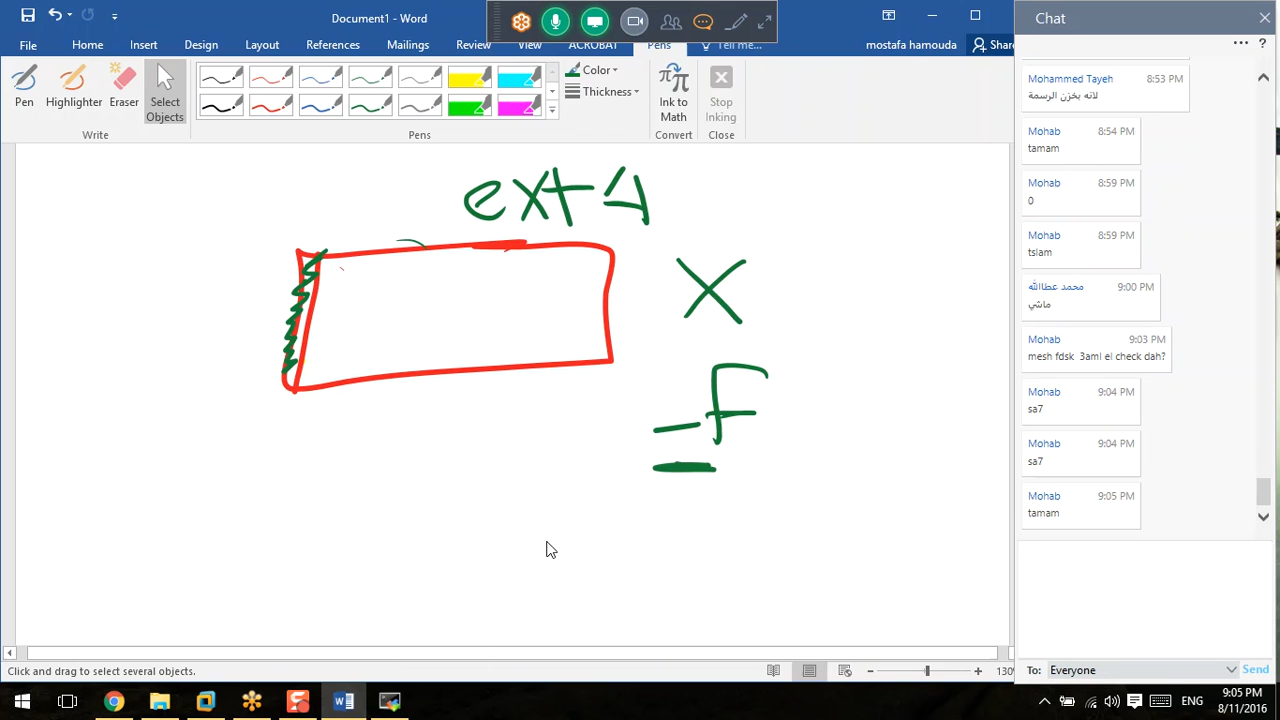 Document1 - Word
File Home Insert Design Layout References Mailings Review View ACROBAT Pens Tell me... mostafa hamouda Share
Pen Highlighter Eraser Select Objects
Color
Thickness
Ink to Math
Stop Inking
Write Pens Convert Close
ext4
X
-F
Click and drag to select several objects.
130%
Chat
Mohammed Tayeh 8:53 PM
لانه بخزن الرسمة
Mohab 8:54 PM
tamam
Mohab 8:59 PM
0
Mohab 8:59 PM
tslam
محمد عطاالله 9:00 PM
ماشي
Mohab 9:03 PM
mesh fdsk 3aml el check dah?
Mohab 9:04 PM
sa7
Mohab 9:04 PM
sa7
Mohab 9:05 PM
tamam
To: Everyone Send
ENG
9:05 PM
8/11/2016